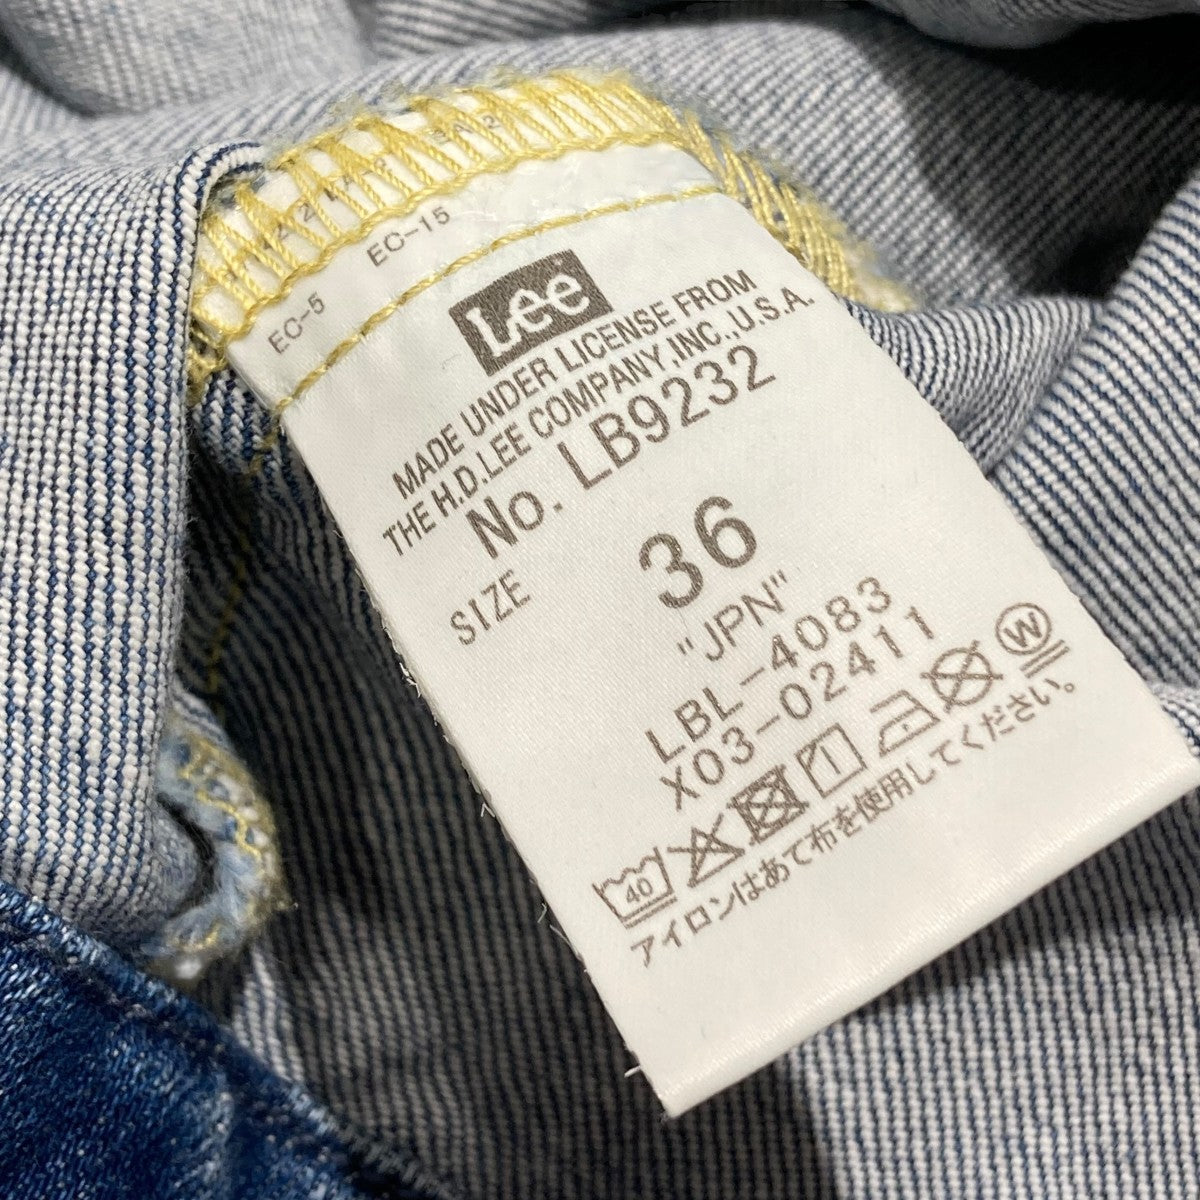 EC-15
EC-5
Lee
MADE UNDER LICENSE FROM
THE H.D.LEE COMPANY,INC.,U.S.A.
No. LB9232
SIZE 36
"JPN"
LBL-4083
X03-02411
40 W
アイロンはあて布を使用してください。